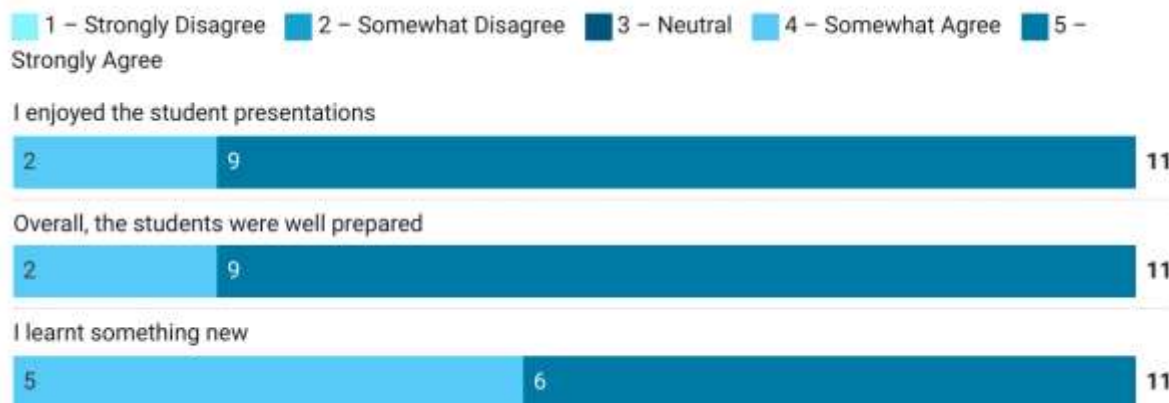 1 – Strongly Disagree 2 – Somewhat Disagree 3 – Neutral 4 – Somewhat Agree 5 –
Strongly Agree
I enjoyed the student presentations
2 9 11
Overall, the students were well prepared
2 9 11
I learnt something new
5 6 11